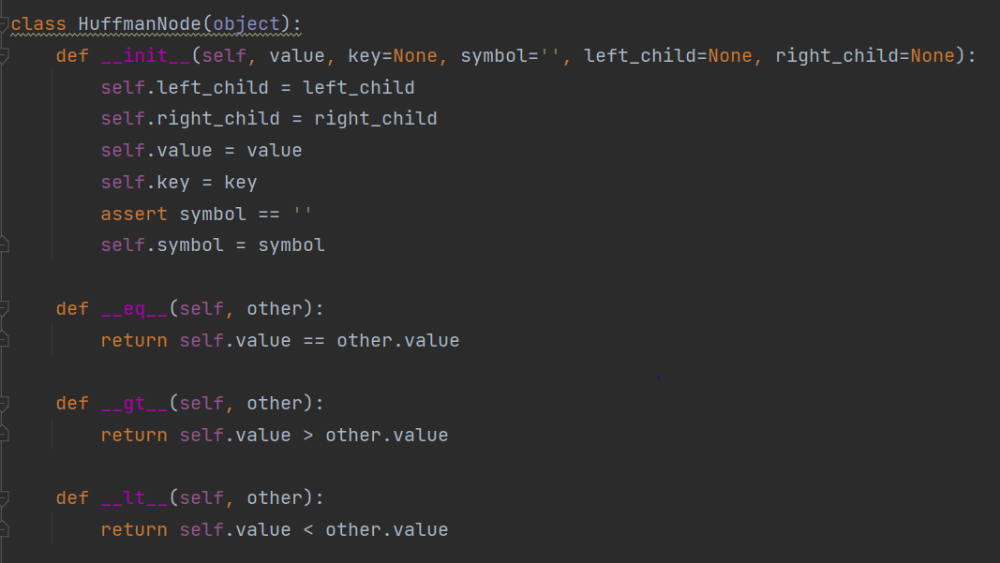 class HuffmanNode(object):
    def __init__(self, value, key=None, symbol='', left_child=None, right_child=None):
        self.left_child = left_child
        self.right_child = right_child
        self.value = value
        self.key = key
        assert symbol == ''
        self.symbol = symbol

    def __eq__(self, other):
        return self.value == other.value

    def __gt__(self, other):
        return self.value > other.value

    def __lt__(self, other):
        return self.value < other.value